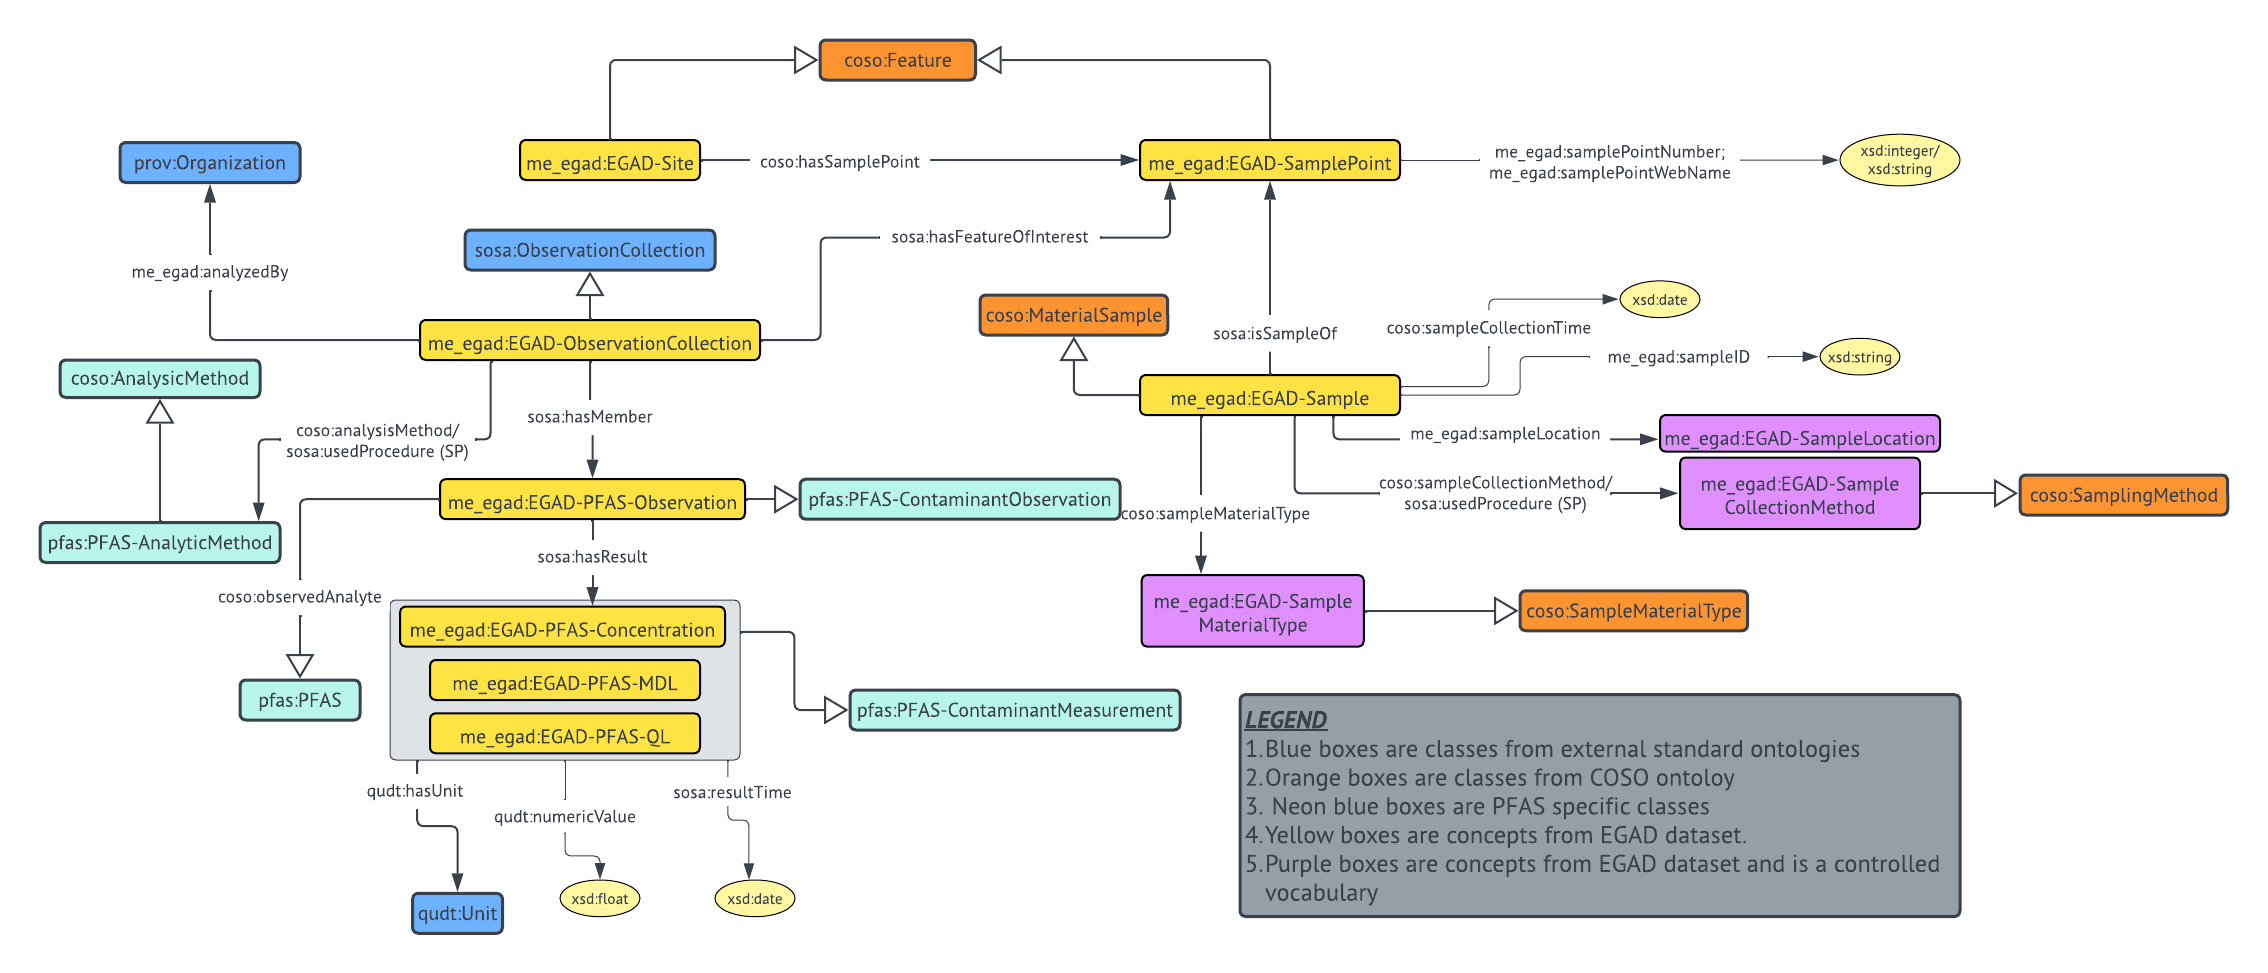 coso:Feature
prov:Organization
me_egad:EGAD-Site
coso:hasSamplePoint
me_egad:EGAD-SamplePoint
me_egad:samplePointNumber;
me_egad:samplePointWebName
xsd:integer/
xsd:string
sosa:ObservationCollection
sosa:hasFeatureOfInterest
me_egad:analyzedBy
coso:MaterialSample
sosa:isSampleOf
coso:sampleCollectionTime
xsd:date
me_egad:EGAD-ObservationCollection
me_egad:sampleID
xsd:string
coso:AnalysicMethod
me_egad:EGAD-Sample
sosa:hasMember
coso:analysisMethod/
sosa:usedProcedure (SP)
me_egad:sampleLocation
me_egad:EGAD-SampleLocation
me_egad:EGAD-PFAS-Observation
pfas:PFAS-ContaminantObservation
coso:sampleMaterialType
coso:sampleCollectionMethod/
sosa:usedProcedure (SP)
me_egad:EGAD-Sample
CollectionMethod
coso:SamplingMethod
pfas:PFAS-AnalyticMethod
sosa:hasResult
coso:observedAnalyte
me_egad:EGAD-Sample
MaterialType
coso:SampleMaterialType
me_egad:EGAD-PFAS-Concentration
me_egad:EGAD-PFAS-MDL
me_egad:EGAD-PFAS-QL
pfas:PFAS
pfas:PFAS-ContaminantMeasurement
qudt:hasUnit
qudt:numericValue
sosa:resultTime
qudt:Unit
xsd:float
xsd:date
LEGEND
1.Blue boxes are classes from external standard ontologies
2.Orange boxes are classes from COSO ontoloy
3. Neon blue boxes are PFAS specific classes
4.Yellow boxes are concepts from EGAD dataset.
5.Purple boxes are concepts from EGAD dataset and is a controlled
vocabulary